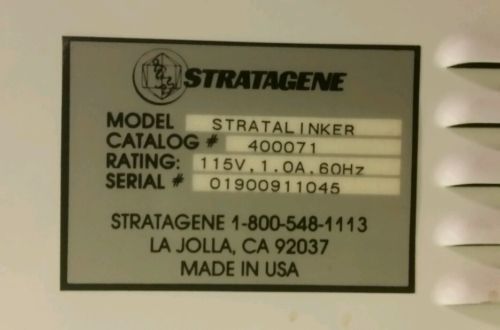 STRATAGENE
MODEL STRATALINKER
CATALOG # 400071
RATING: 115V, 1.0A, 60Hz
SERIAL # 01900911045
STRATAGENE 1-800-548-1113
LA JOLLA, CA 92037
MADE IN USA